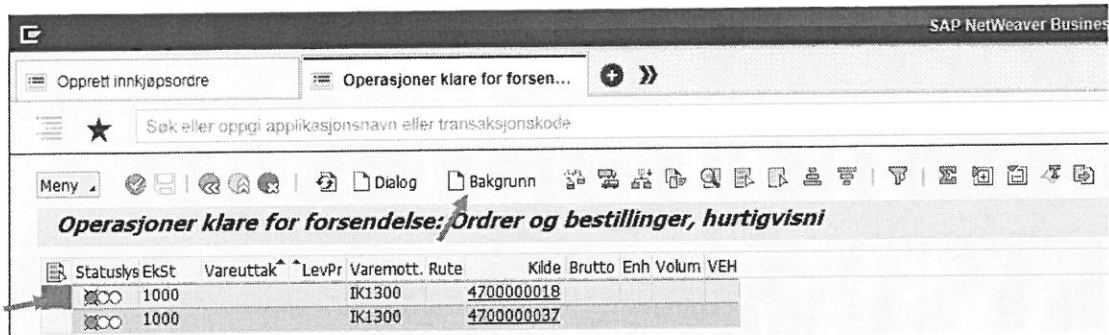 SAP NetWeaver Busines
Opprett innkjøpsordre
Operasjoner klare for forsen...
Søk eller oppgi applikasjonsnavn eller transaksjonskode
Meny Dialog Bakgrunn
Operasjoner klare for forsendelse: Ordrer og bestillinger, hurtigvisni
Statuslys EkSt Vareuttak LevPr Varemott. Rute Kilde Brutto Enh Volum VEH
1000 IK1300 4700000018
1000 IK1300 4700000037